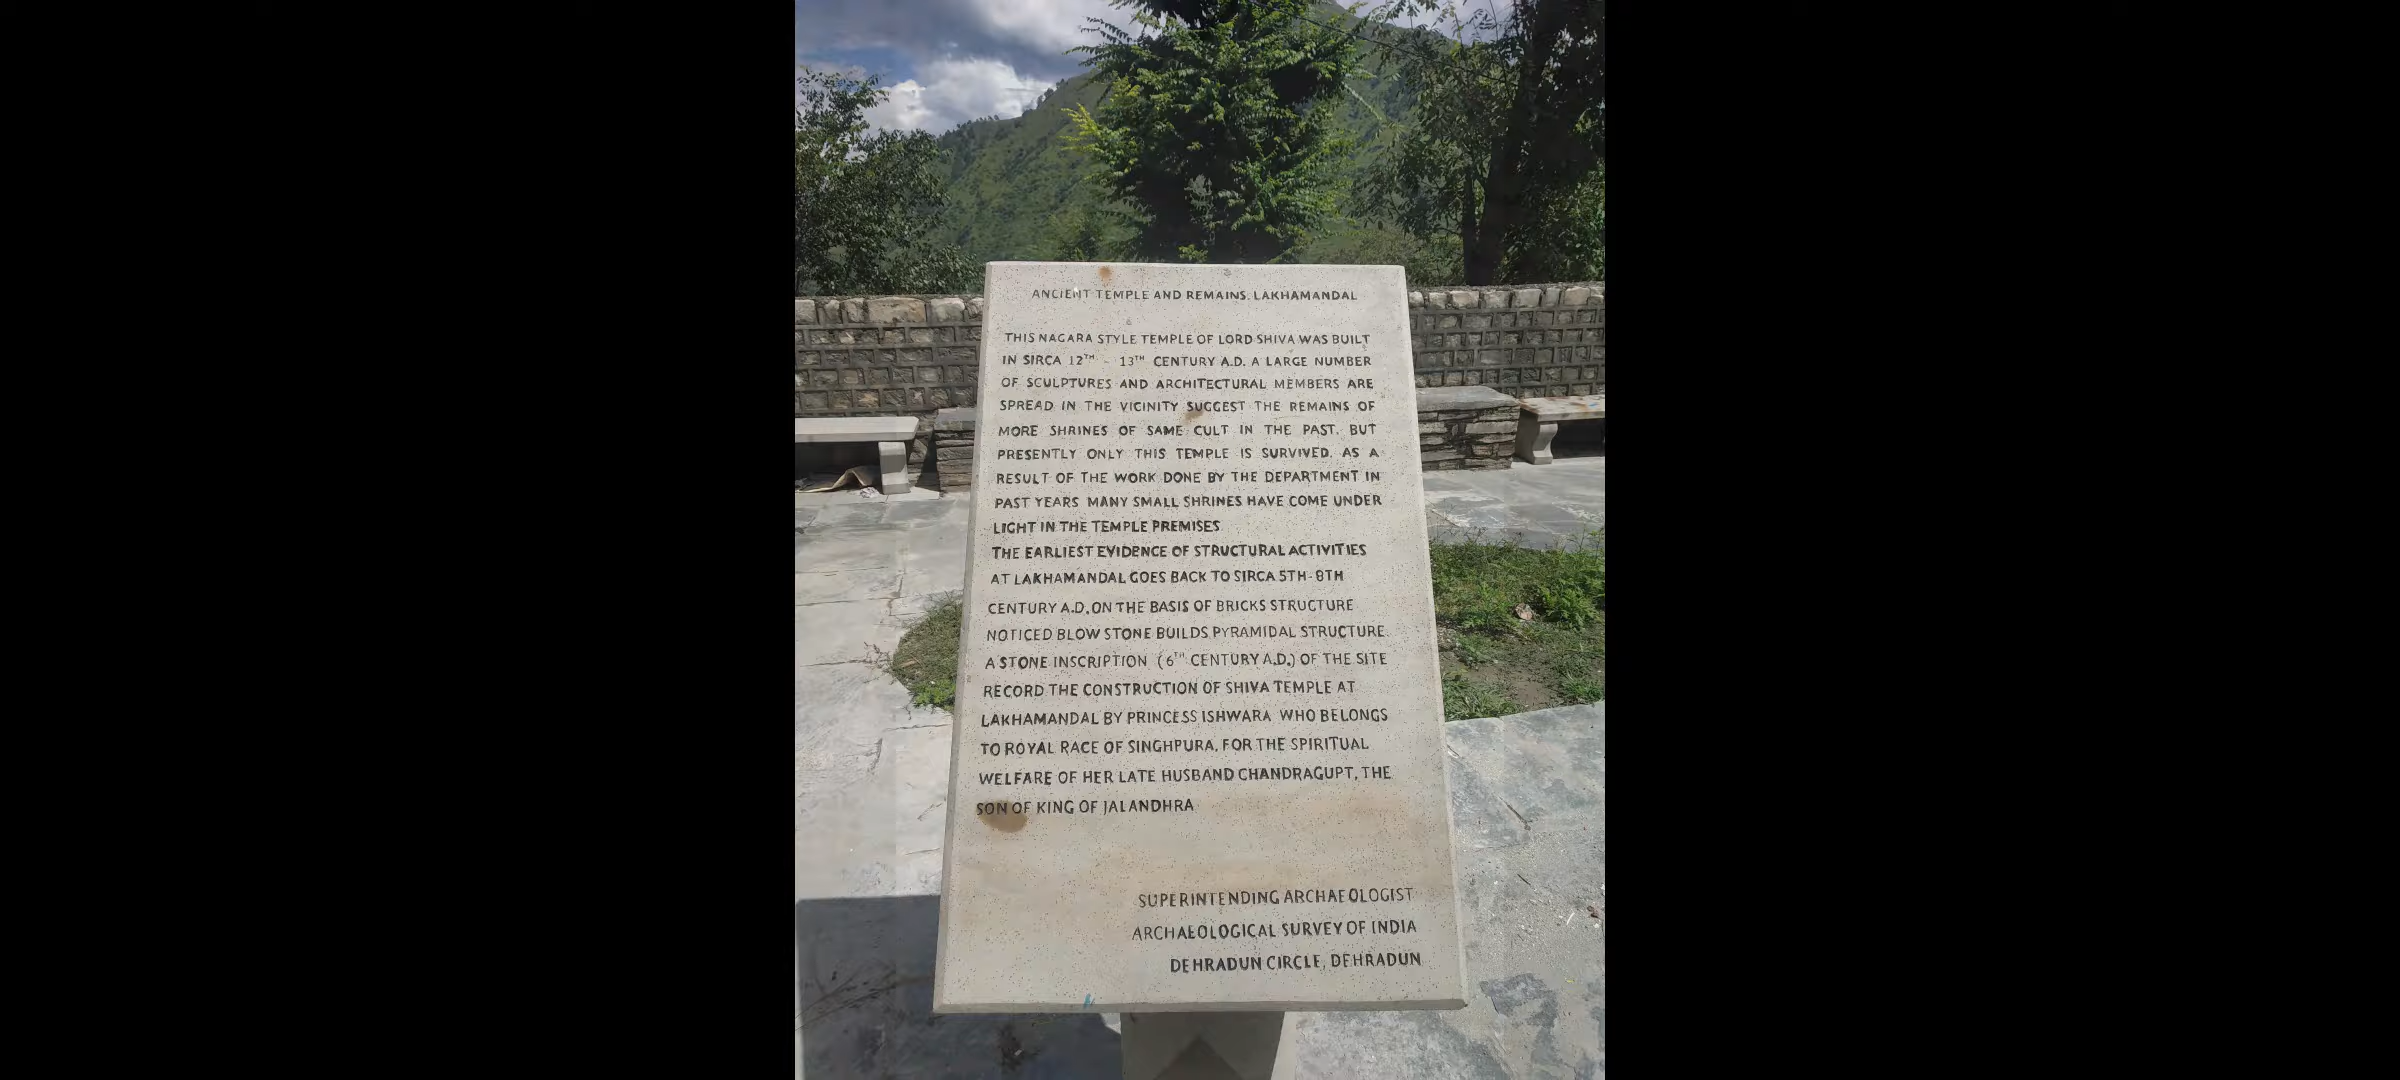 ANCIENT TEMPLE AND REMAINS, LAKHAMANDAL
THIS NAGARA STYLE TEMPLE OF LORD SHIVA WAS BUILT
IN SIRCA 12TH - 13TH CENTURY A.D. A LARGE NUMBER
OF SCULPTURES AND ARCHITECTURAL MEMBERS ARE
SPREAD IN THE VICINITY SUGGEST THE REMAINS OF
MORE SHRINES OF SAME CULT IN THE PAST. BUT
PRESENTLY ONLY THIS TEMPLE IS SURVIVED. AS A
RESULT OF THE WORK DONE BY THE DEPARTMENT IN
PAST YEARS MANY SMALL SHRINES HAVE COME UNDER
LIGHT IN THE TEMPLE PREMISES
THE EARLIEST EVIDENCE OF STRUCTURAL ACTIVITIES
AT LAKHAMANDAL GOES BACK TO SIRCA 5TH-8TH
CENTURY A.D. ON THE BASIS OF BRICKS STRUCTURE
NOTICED BLOW STONE BUILDS PYRAMIDAL STRUCTURE.
A STONE INSCRIPTION (6TH CENTURY A.D.) OF THE SITE
RECORD THE CONSTRUCTION OF SHIVA TEMPLE AT
LAKHAMANDAL BY PRINCESS ISHWARA WHO BELONGS
TO ROYAL RACE OF SINGHPURA, FOR THE SPIRITUAL
WELFARE OF HER LATE HUSBAND CHANDRAGUPT, THE
SON OF KING OF JALANDHRA
SUPERINTENDING ARCHAEOLOGIST
ARCHAEOLOGICAL SURVEY OF INDIA
DEHRADUN CIRCLE, DEHRADUN